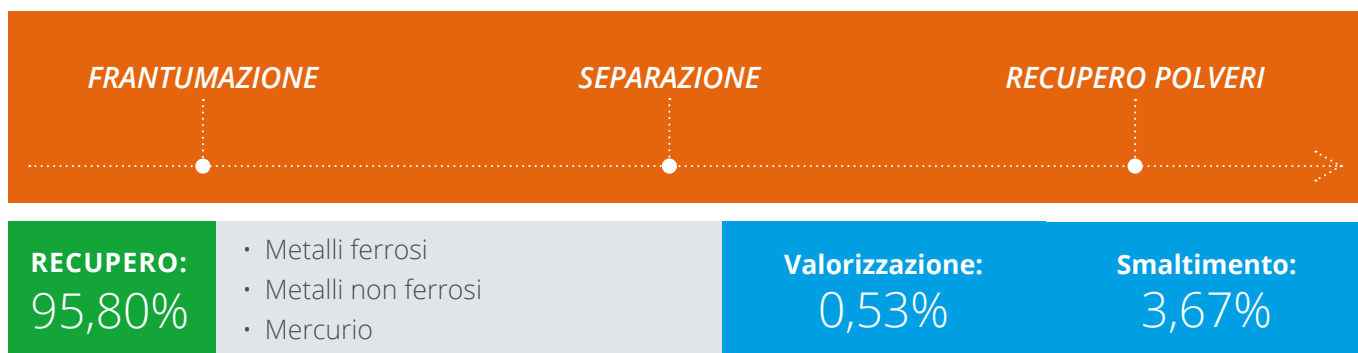 FRANTUMAZIONE
SEPARAZIONE
RECUPERO POLVERI
RECUPERO:
95,80%
• Metalli ferrosi
• Metalli non ferrosi
• Mercurio
Valorizzazione:
0,53%
Smaltimento:
3,67%